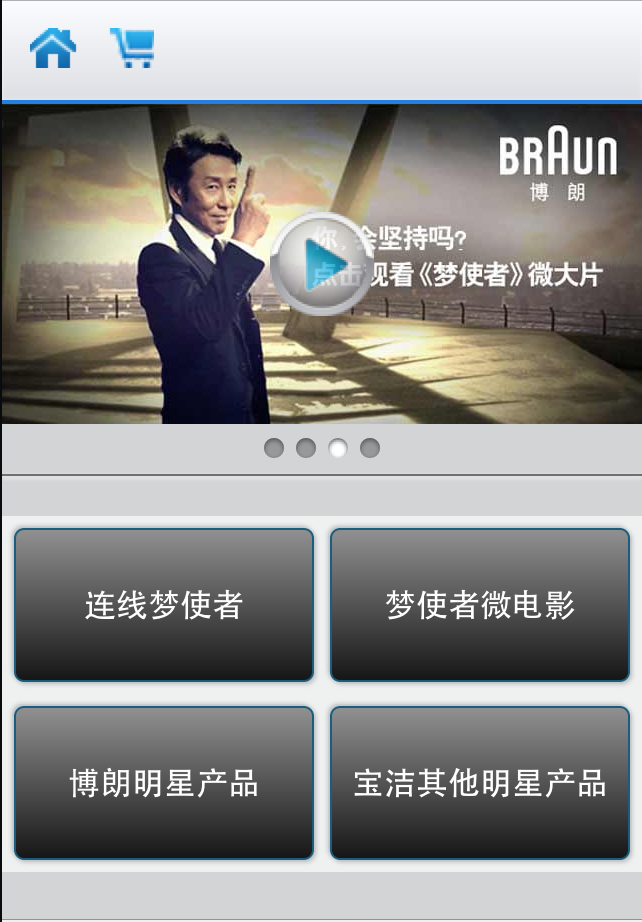 BRAUN
博朗
你,会坚持吗?
点击观看《梦使者》微大片
连线梦使者
梦使者微电影
博朗明星产品
宝洁其他明星产品